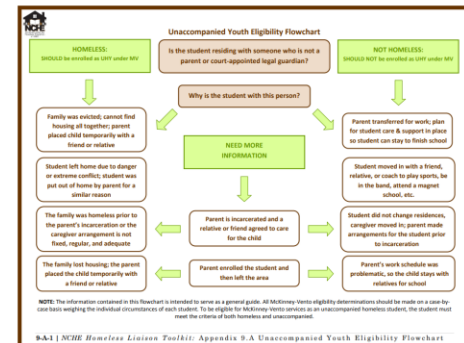 NCHE
Unaccompanied Youth Eligibility Flowchart
HOMELESS:
SHOULD be enrolled as UHY under MV
Is the student residing with someone who is not a
parent or court-appointed legal guardian?
NOT HOMELESS:
SHOULD NOT be enrolled as UHY under MV
Why is the student with this person?
Family was evicted; cannot find
housing all together; parent
placed child temporarily with
a friend or relative
Parent transferred for work; plan
for student care & support in place
so student can stay to finish school
NEED MORE
INFORMATION
Student left home due to danger
or extreme conflict; student was
put out of home by parent for a
similar reason
Student moved in with a friend,
relative, or coach to play sports, be
in the band, attend a magnet
school, etc.
The family was homeless prior to
the parent's incarceration or the
caregiver arrangement is not
fixed, regular, and adequate
Parent is incarcerated and a
relative or friend agreed to care
for the child
Student did not change residences,
caregiver moved in; parent made
arrangements for the student prior
to incarceration
The family lost housing; the parent
placed the child temporarily with
a friend or relative
Parent enrolled the student and
then left the area
Parent's work schedule was
problematic, so the child stays with
relatives for school
NOTE: The information contained in this flowchart is intended to serve as a general guide. All McKinney-Vento eligibility determinations should be made on a case-by-
case basis weighing the individual circumstances of each student. To be eligible for McKinney-Vento services as an unaccompanied homeless student, the student must
meet the criteria of both homeless and unaccompanied.
9-A-1 | NCHE Homeless Liaison Toolkit: Appendix 9.A Unaccompanied Youth Eligibility Flowchart